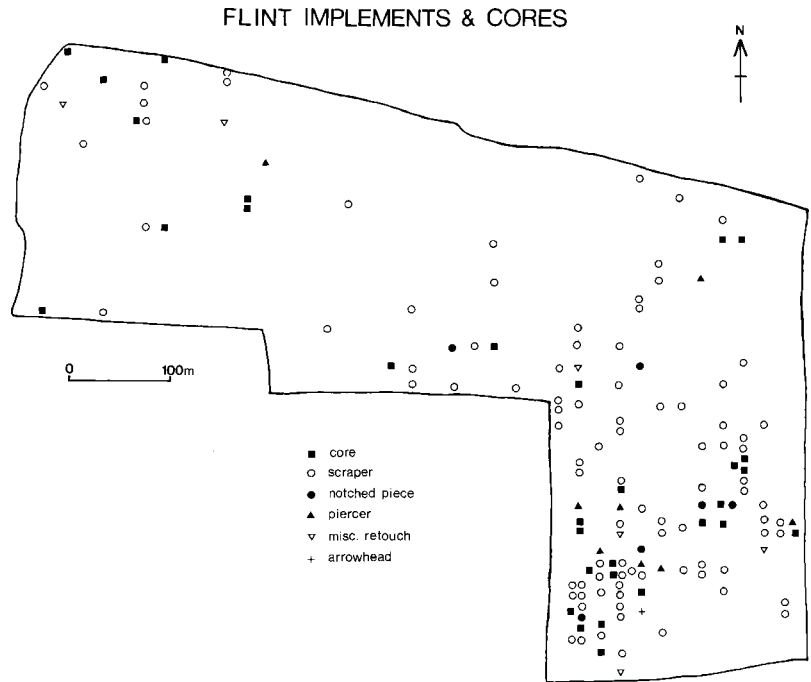 FLINT IMPLEMENTS & CORES
N
0 100m
core
scraper
notched piece
piercer
misc. retouch
arrowhead